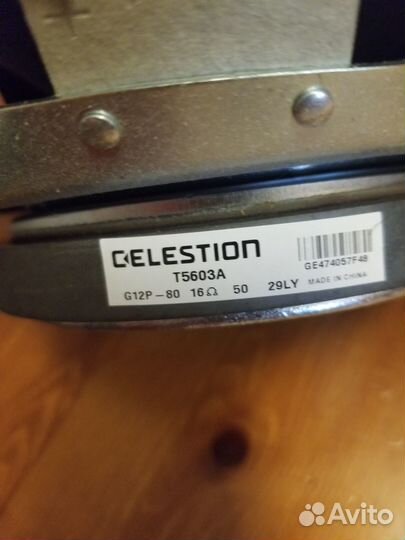 +
CELESTION
T5603A
G12P-80 16Ω 50 29LY
GE474057F48
MADE IN CHINA
Avito